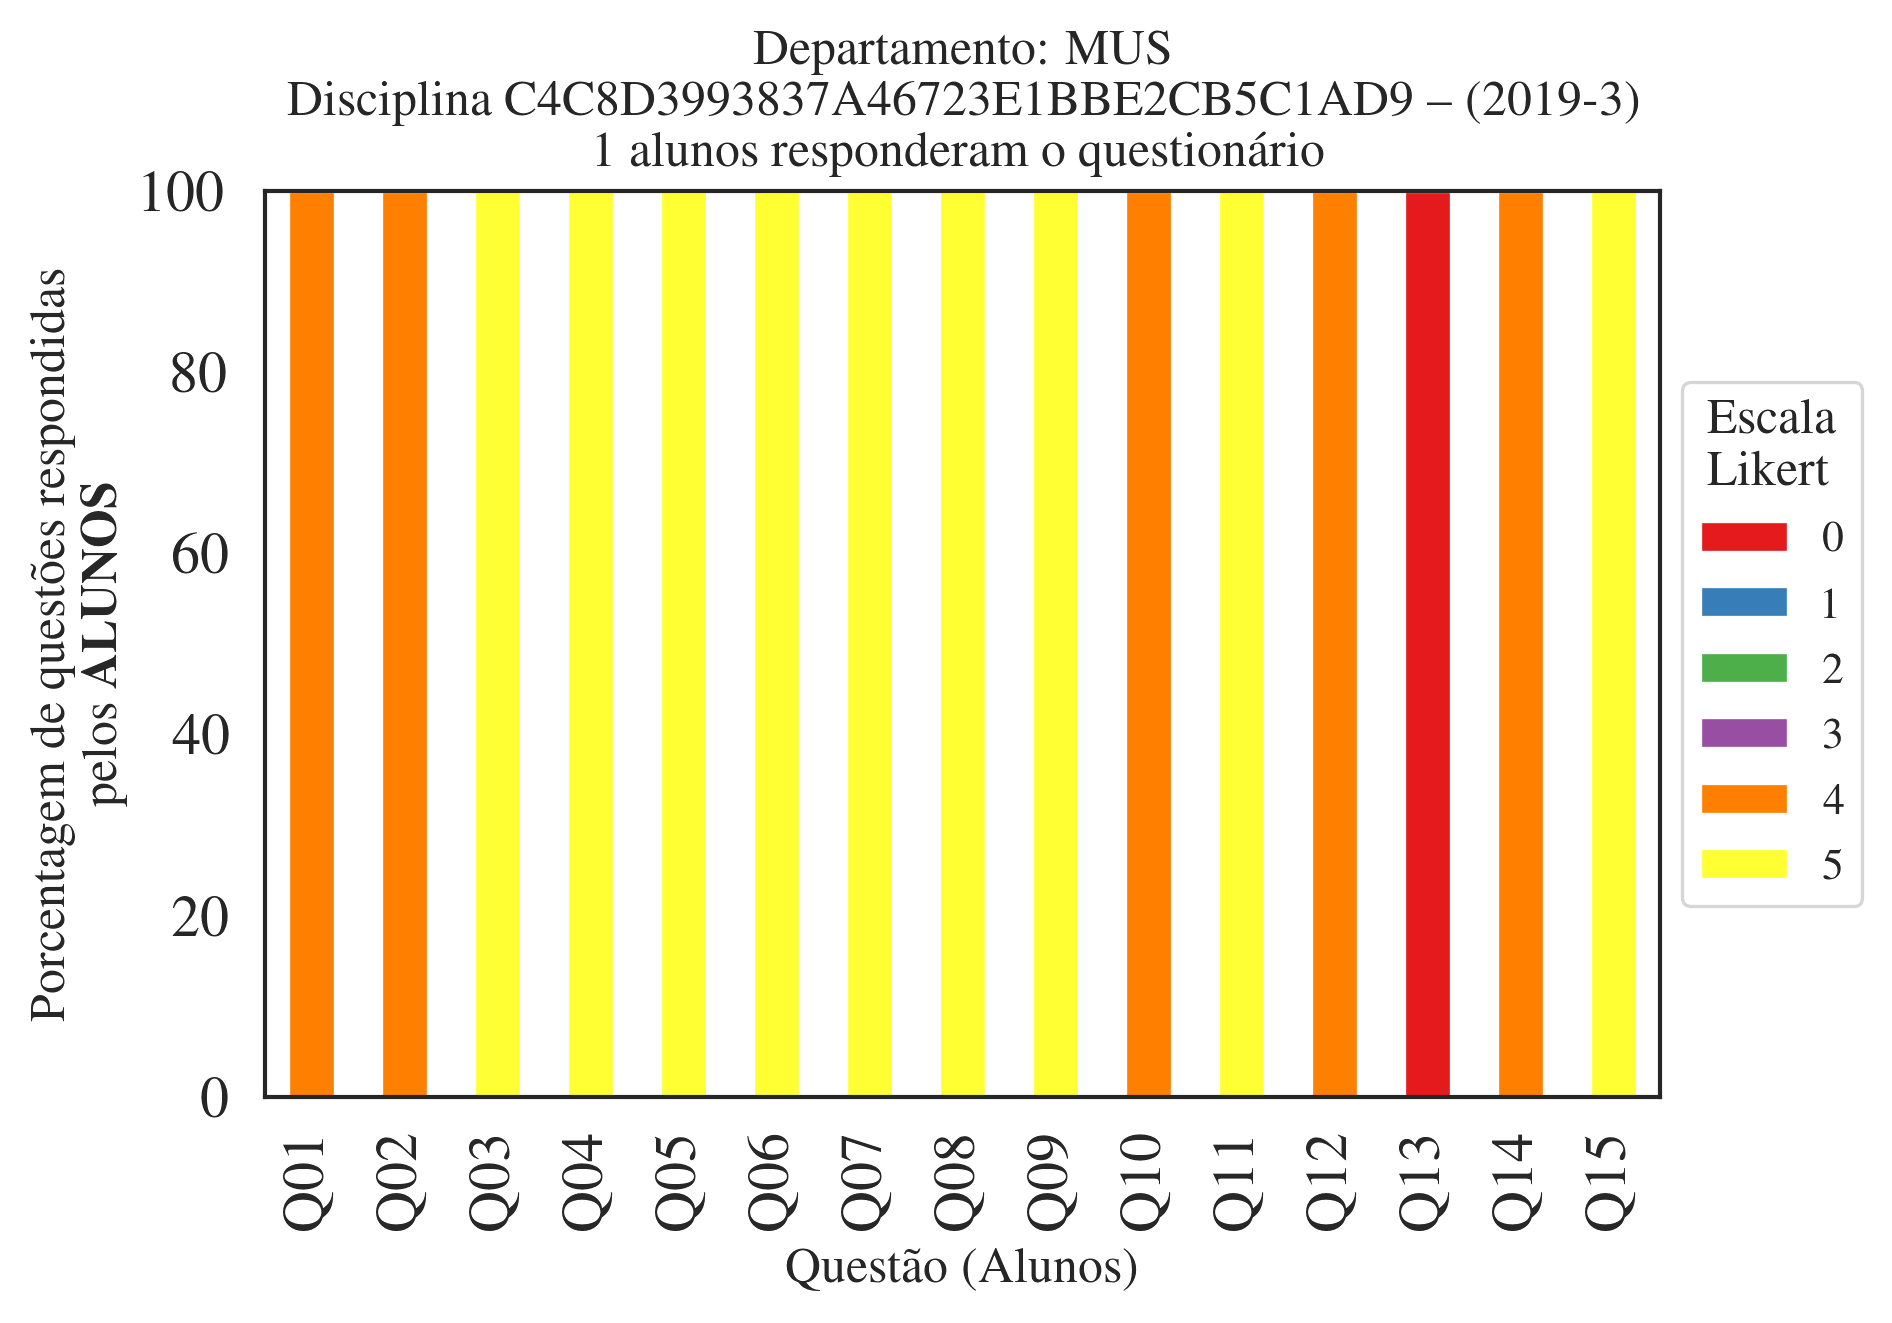 Departamento: MUS
Disciplina C4C8D3993837A46723E1BBE2CB5C1AD9 – (2019-3)
1 alunos responderam o questionário
Porcentagem de questões respondidas
pelos ALUNOS
100
80
60
40
20
0
Q01
Q02
Q03
Q04
Q05
Q06
Q07
Q08
Q09
Q10
Q11
Q12
Q13
Q14
Q15
Questão (Alunos)
Escala
Likert
0
1
2
3
4
5